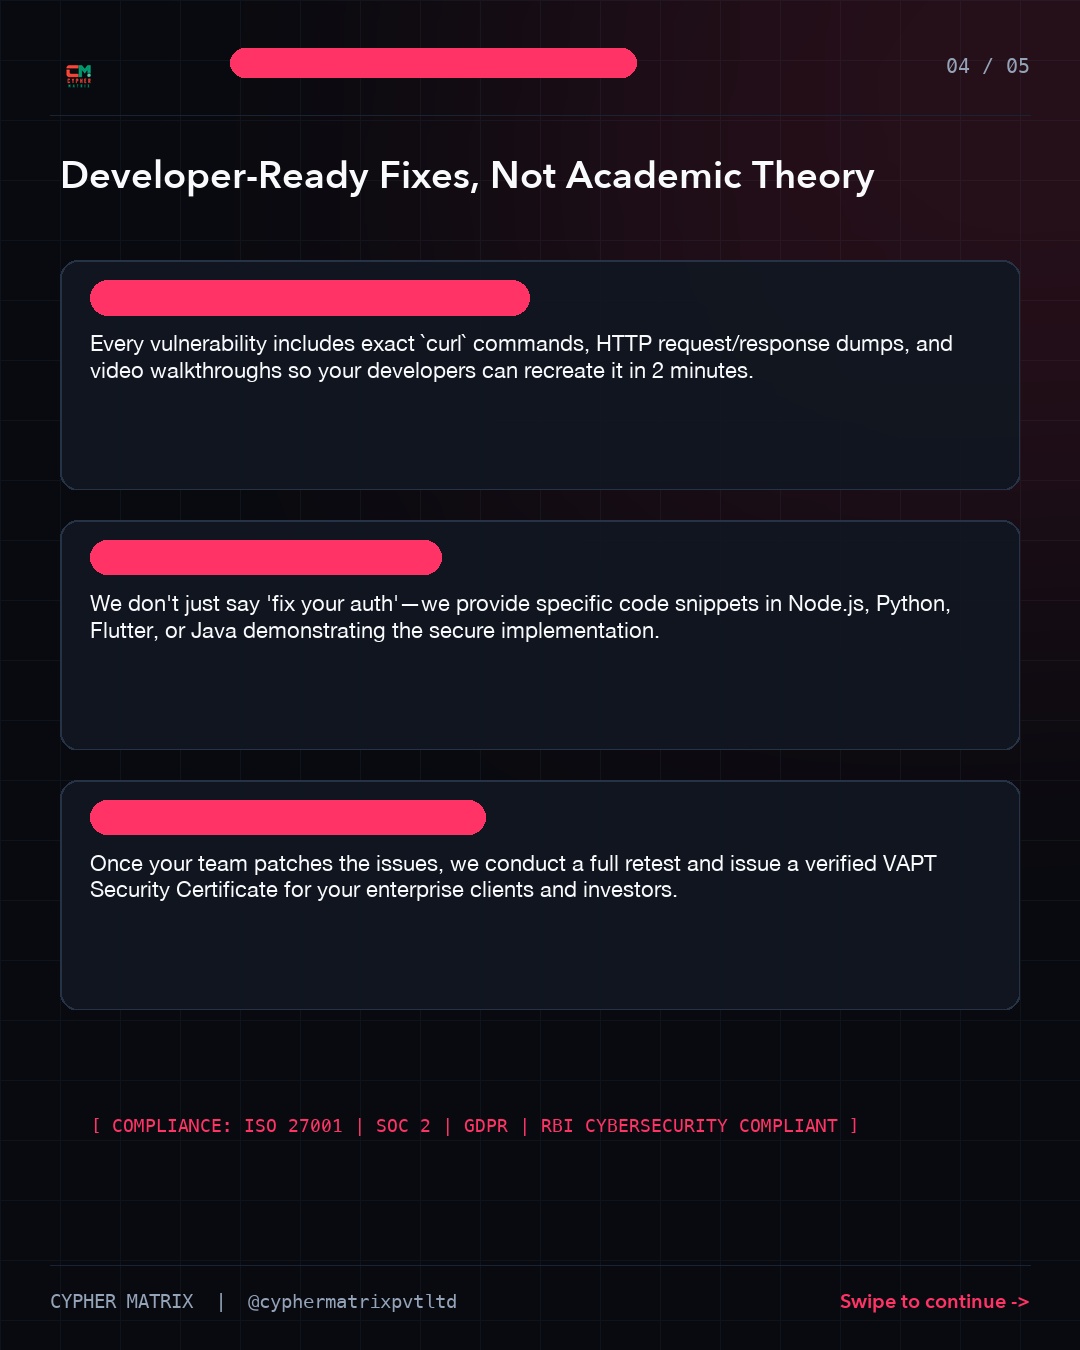 CM
CYPHER
MATRIX
04 / 05
Developer-Ready Fixes, Not Academic Theory
Every vulnerability includes exact `curl` commands, HTTP request/response dumps, and
video walkthroughs so your developers can recreate it in 2 minutes.
We don't just say 'fix your auth'—we provide specific code snippets in Node.js, Python,
Flutter, or Java demonstrating the secure implementation.
Once your team patches the issues, we conduct a full retest and issue a verified VAPT
Security Certificate for your enterprise clients and investors.
[ COMPLIANCE: ISO 27001 | SOC 2 | GDPR | RBI CYBERSECURITY COMPLIANT ]
CYPHER MATRIX | @cyphermatrixpvtltd
Swipe to continue ->